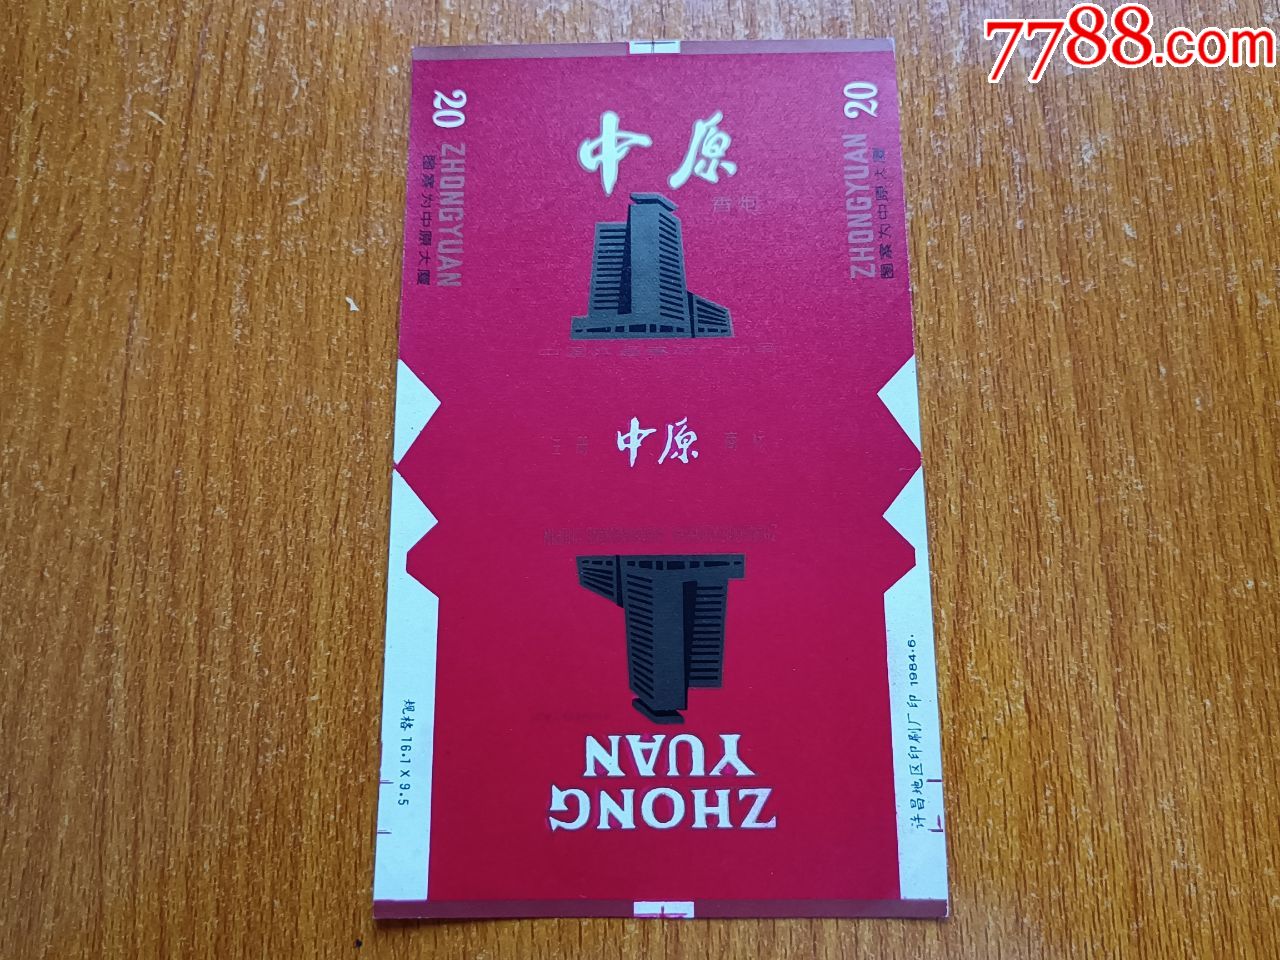 7788.com
20
ZHONGYUAN
图案为中原大厦
20
ZHONGYUAN
图案为中原大厦
中原
香烟
中原
ZHONG
YUAN
规格 16.1×9.5
许昌地区印刷厂印 1984.6.